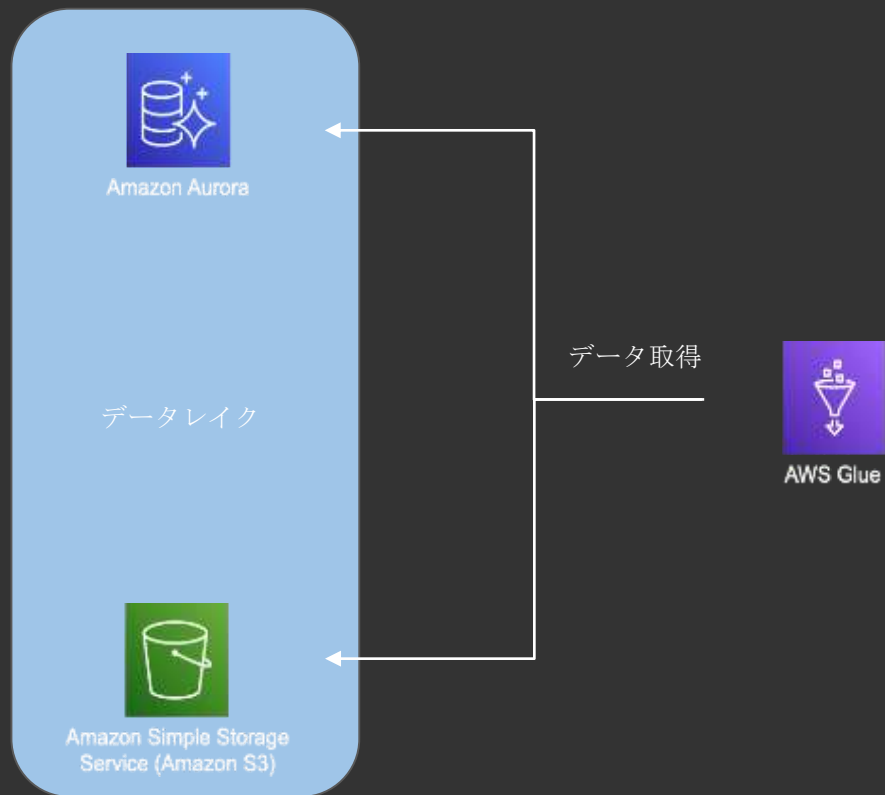 Amazon Aurora
データ取得
データレイク
AWS Glue
Amazon Simple Storage
Service (Amazon S3)